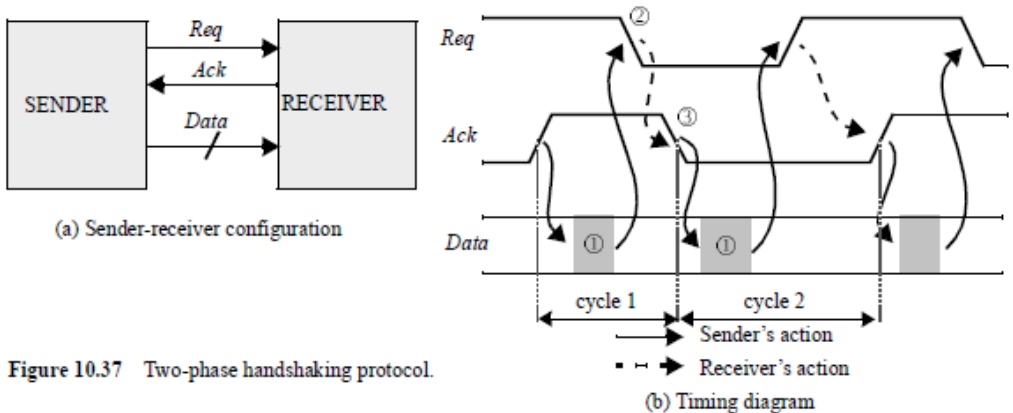 SENDER
Req
Ack
Data
RECEIVER
(a) Sender-receiver configuration
Req
②
Ack
③
Data
①
①
cycle 1
cycle 2
Sender's action
Receiver's action
(b) Timing diagram
Figure 10.37 Two-phase handshaking protocol.